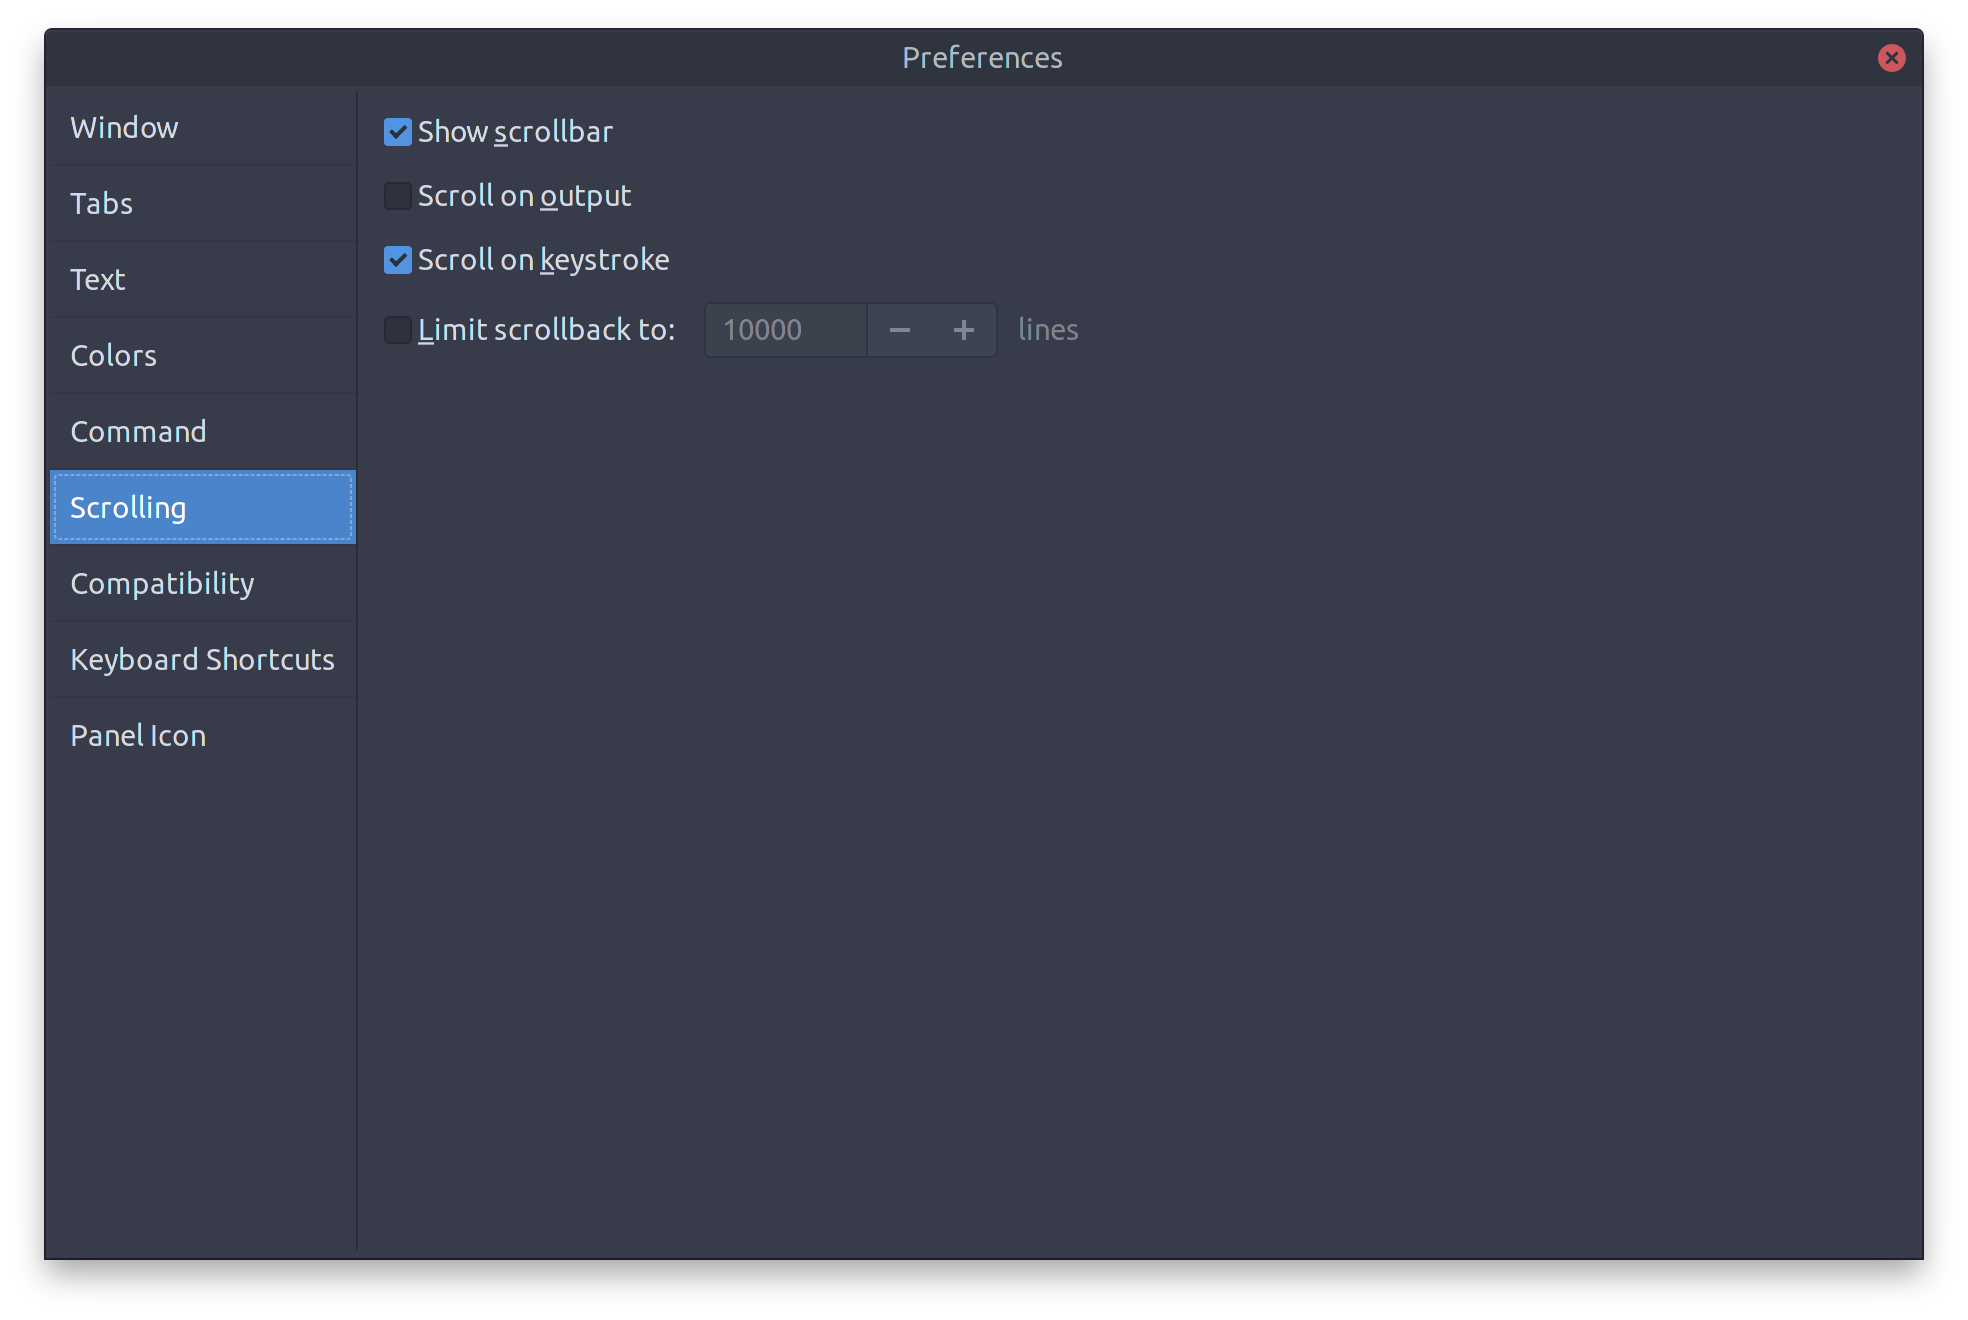 Preferences
Window
Tabs
Text
Colors
Command
Scrolling
Compatibility
Keyboard Shortcuts
Panel Icon
Show scrollbar
Scroll on output
Scroll on keystroke
Limit scrollback to: 10000 lines